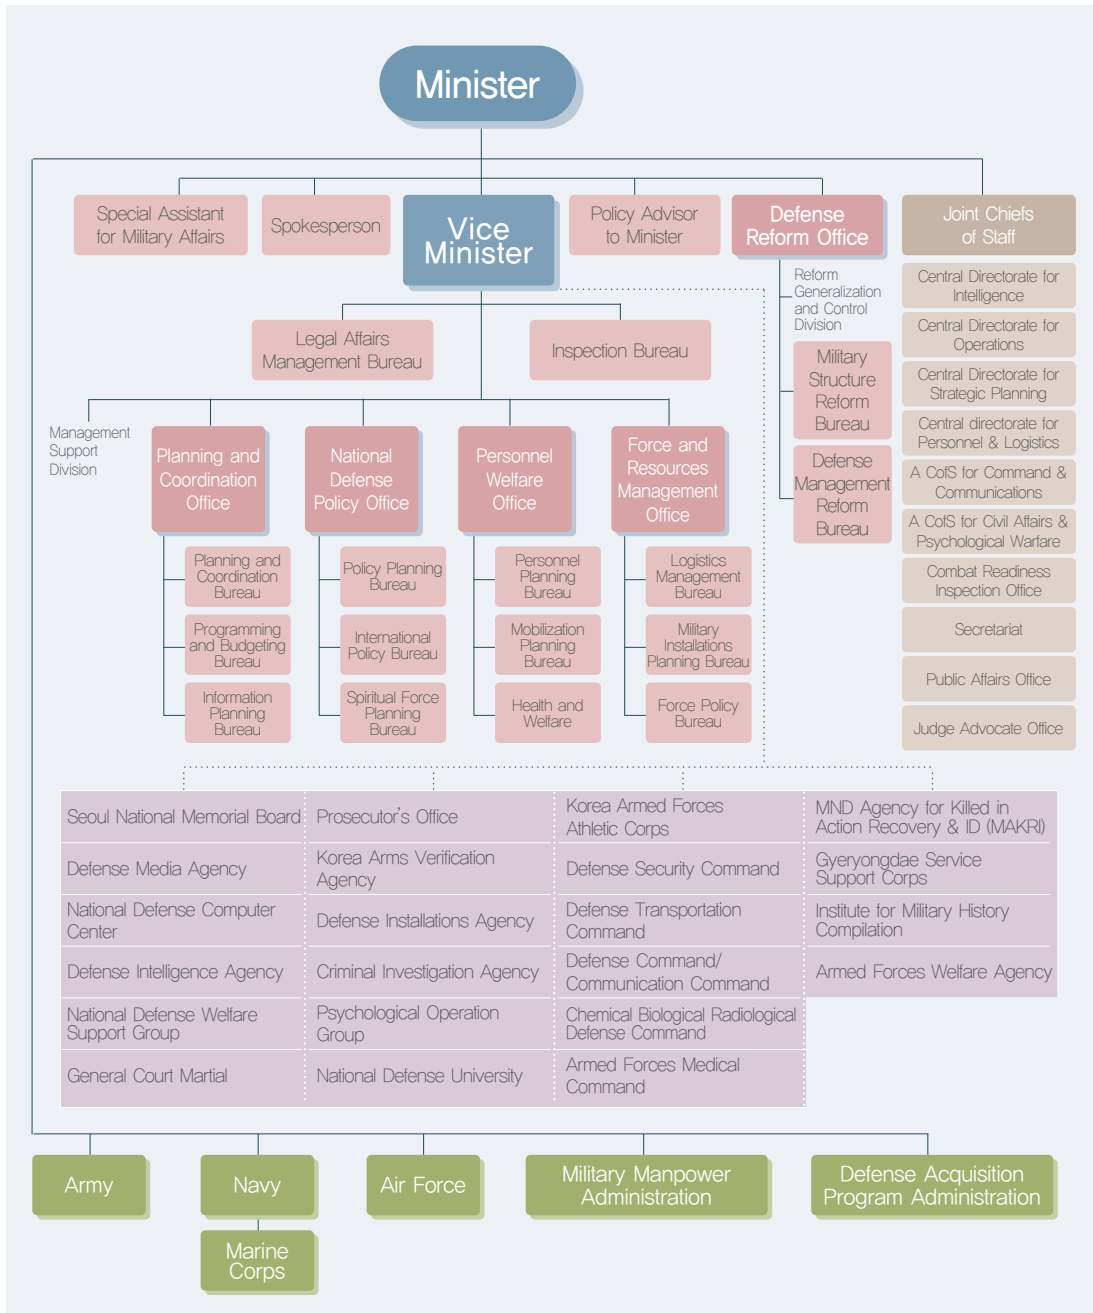 Minister
Special Assistant
for Military Affairs
Spokesperson
Vice
Minister
Policy Advisor
to Minister
Defense
Reform Office
Joint Chiefs
of Staff
Reform
Generalization
and Control
Division
Military
Structure
Reform
Bureau
Defense
Management
Reform
Bureau
Central Directorate for
Intelligence
Central Directorate for
Operations
Central Directorate for
Strategic Planning
Central directorate for
Personnel & Logistics
A CofS for Command &
Communications
A CofS for Civil Affairs &
Psychological Warfare
Combat Readiness
Inspection Office
Secretariat
Public Affairs Office
Judge Advocate Office
Legal Affairs
Management Bureau
Inspection Bureau
Management
Support
Division
Planning and
Coordination
Office
National
Defense
Policy Office
Personnel
Welfare
Office
Force and
Resources
Management
Office
Planning and
Coordination
Bureau
Programming
and Budgeting
Bureau
Information
Planning
Bureau
Policy Planning
Bureau
International
Policy Bureau
Spiritual Force
Planning
Bureau
Personnel
Planning
Bureau
Mobilization
Planning
Bureau
Health and
Welfare
Logistics
Management
Bureau
Military
Installations
Planning Bureau
Force Policy
Bureau
Seoul National Memorial Board
Defense Media Agency
National Defense Computer
Center
Defense Intelligence Agency
National Defense Welfare
Support Group
General Court Martial
Prosecutor's Office
Korea Arms Verification
Agency
Defense Installations Agency
Criminal Investigation Agency
Psychological Operation
Group
National Defense University
Korea Armed Forces
Athletic Corps
Defense Security Command
Defense Transportation
Command
Defense Command/
Communication Command
Chemical Biological Radiological
Defense Command
Armed Forces Medical
Command
MND Agency for Killed in
Action Recovery & ID (MAKRI)
Gyeryongdae Service
Support Corps
Institute for Military History
Compilation
Armed Forces Welfare Agency
Army
Navy
Air Force
Military Manpower
Administration
Defense Acquisition
Program Administration
Marine
Corps